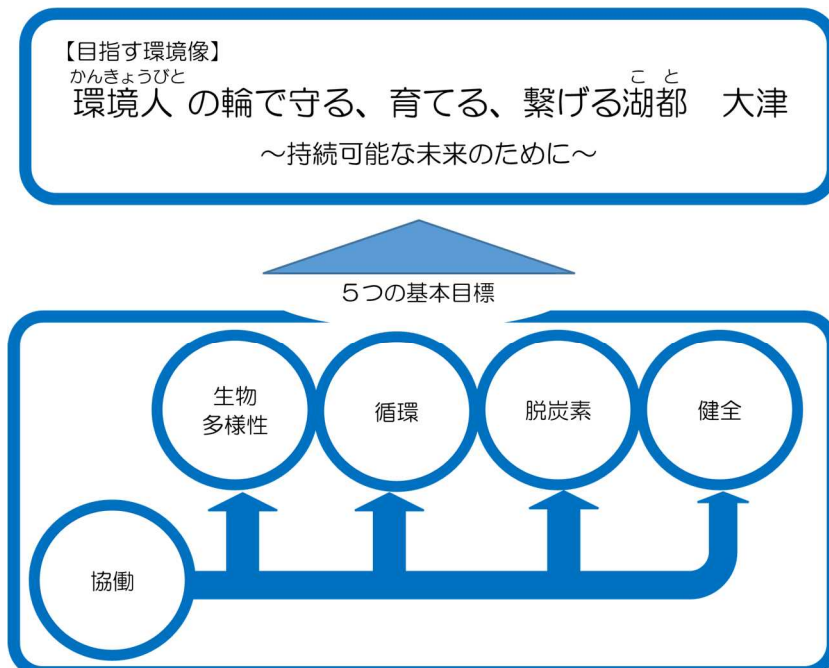 【目指す環境像】
かんきょうびと こと
環境人の輪で守る、育てる、繋げる湖都 大津
～持続可能な未来のために～
５つの基本目標
生物
多様性
循環
脱炭素
健全
協働